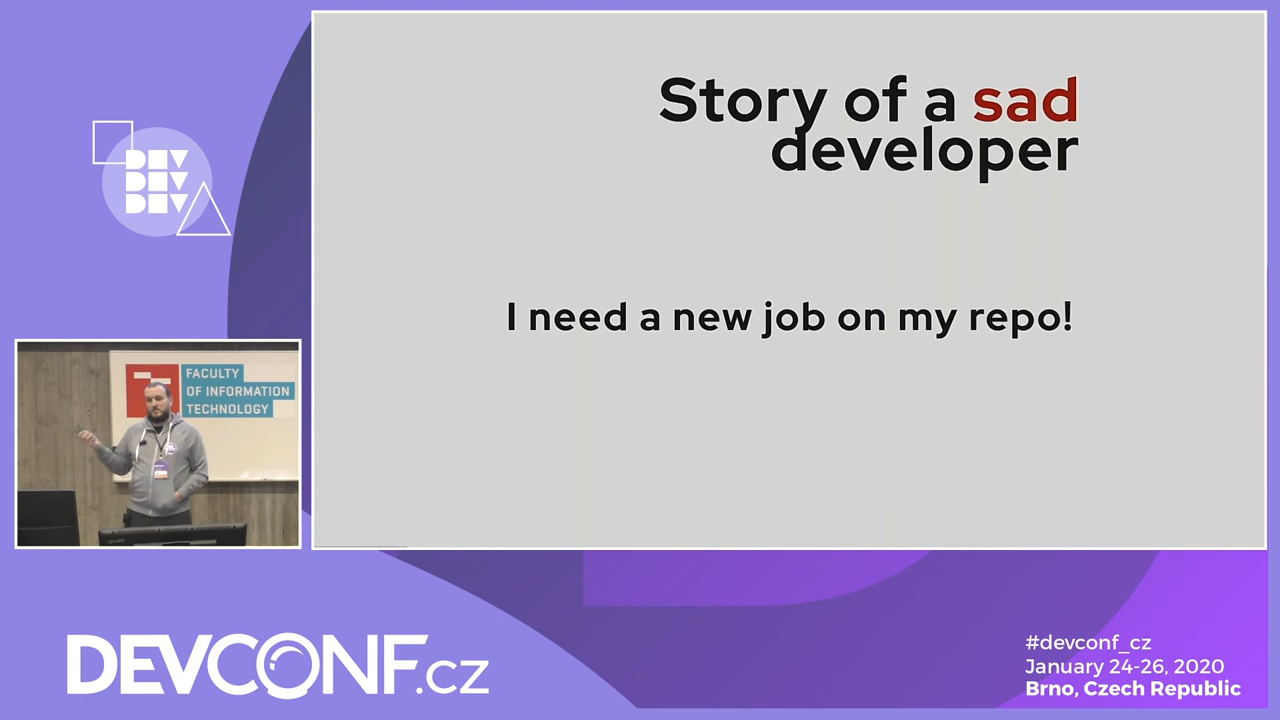 Story of a sad
developer
I need a new job on my repo!
DEV
DEV
DEV
FACULTY
OF INFORMATION
TECHNOLOGY
DEVCONF.cz
#devconf_cz
January 24-26, 2020
Brno, Czech Republic